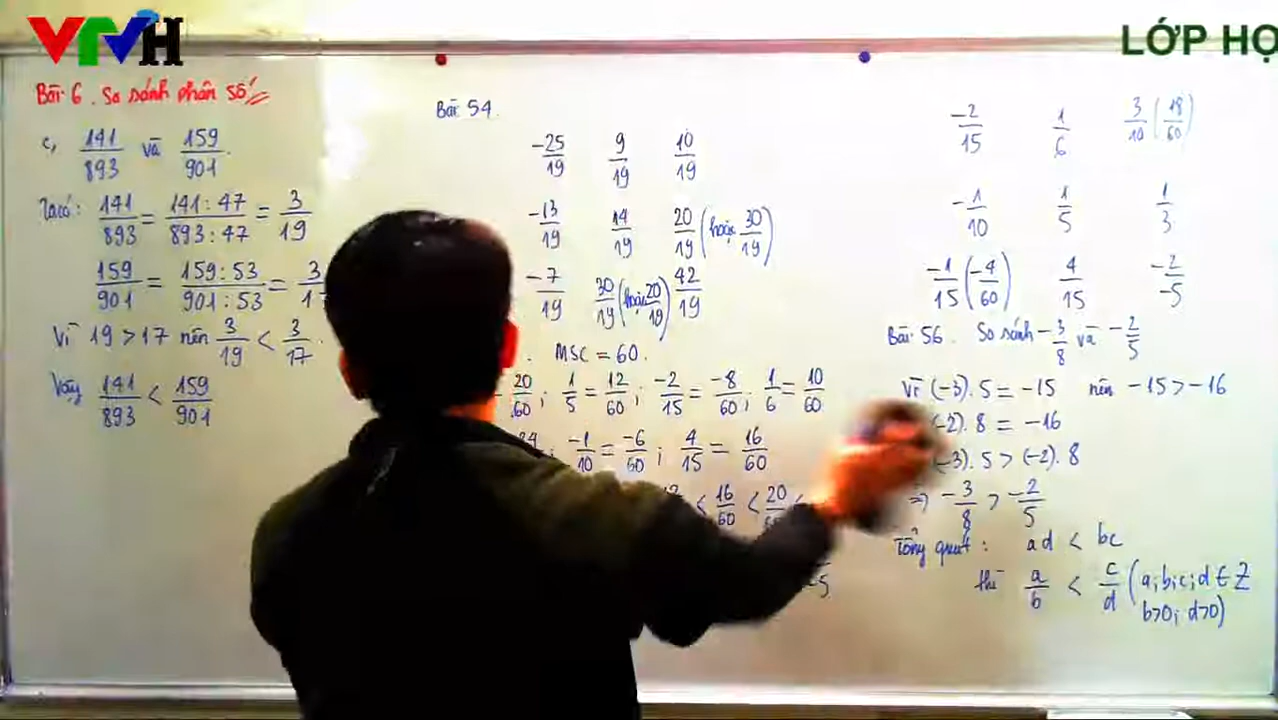 VTVH
LỚP HỌ
Bài 6. So sánh phân số
c, 141/893 và 159/901.
Ta có: 141/893 = 141:47/893:47 = 3/19
159/901 = 159:53/901:53 = 3/1
Vì 19 > 17 nên 3/19 < 3/17.
Vậy 141/893 < 159/901
Bài 54.
-25/19 9/19 10/19
-13/19 14/19 20/19 (hoặc 30/19)
-7/19 30/19 (hoặc 20/19) 42/19
MSC = 60.
20/60; 1/5 = 12/60; -2/15 = -8/60; 1/6 = 10/60
-1/10 = -6/60; 4/15 = 16/60
< 16/60 < 20/ <
-5
-2/15 1/6 3/10 (18/60)
-1/10 1/5 1/3
-1/15 (-4/60) 4/15 -2/-5
Bài 56. So sánh -3/8 và -2/5
Vì (-3).5 = -15 nên -15 > -16
(-2).8 = -16
(-3).5 > (-2).8
=> -3/8 > -2/5
Tổng quát: ad < bc
thì a/b < c/d (a;b;c;d ∈ Z
b>0; d>0)